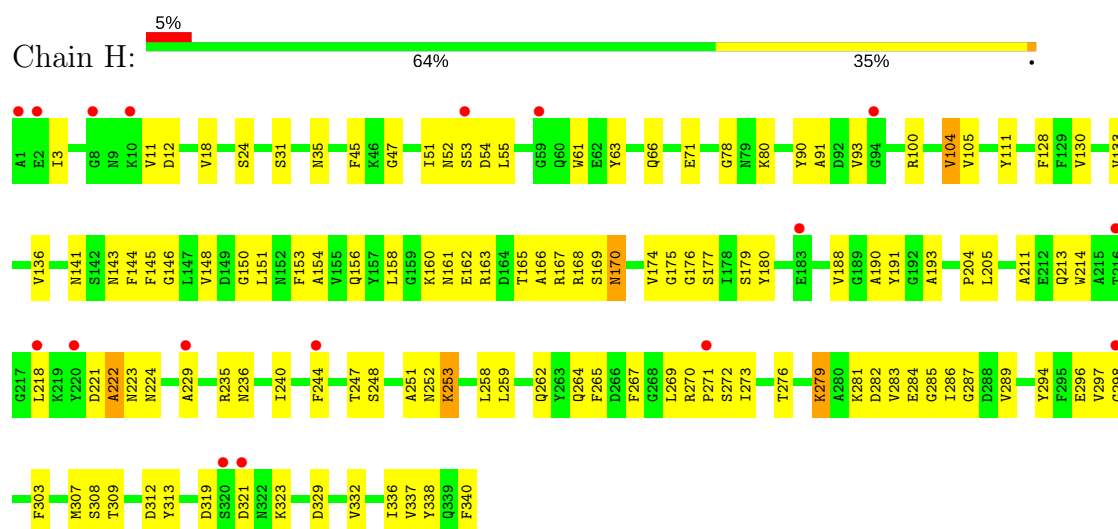 5%
Chain H:
64% 35% •
A1 E2 I3 G8 N9 K10 V11 D12 V18 S24 S31 N35 F45 K46 G47 I51 N52 S53 D54 L55 G59 Q60 W61 E62 Y63 Q66 E71 G78 N79 K80 Y90 A91 D92 V93 G94 R100 V104 V105 Y111 F128 F129 V130 V133
V136 N141 S142 N143 F144 F145 G146 L147 V148 D149 G150 L151 N152 F153 A154 V155 Q156 Y157 L158 G159 K160 N161 E162 R163 D164 T165 A166 R167 R168 S169 N170 V174 G175 G176 S177 I178 S179 Y180 E183 V188 G189 A190 Y191 G192 A193 P204 L205 A211 E212 Q213 W214 A215 T216
G217 L218 K219 Y220 D221 A222 N223 N224 A229 R235 N236 I240 F244 T247 S248 A251 N252 K253 L258 L259 Q262 Y263 Q264 F265 D266 F267 G268 L269 R270 P271 S272 I273 T276 K279 A280 K281 D282 V283 E284 G285 I286 G287 D288 V289 Y294 F295 E296 V297 G298
F303 M307 S308 T309 D312 Y313 D319 S320 D321 N322 K323 D329 V332 I336 V337 Y338 Q339 F340